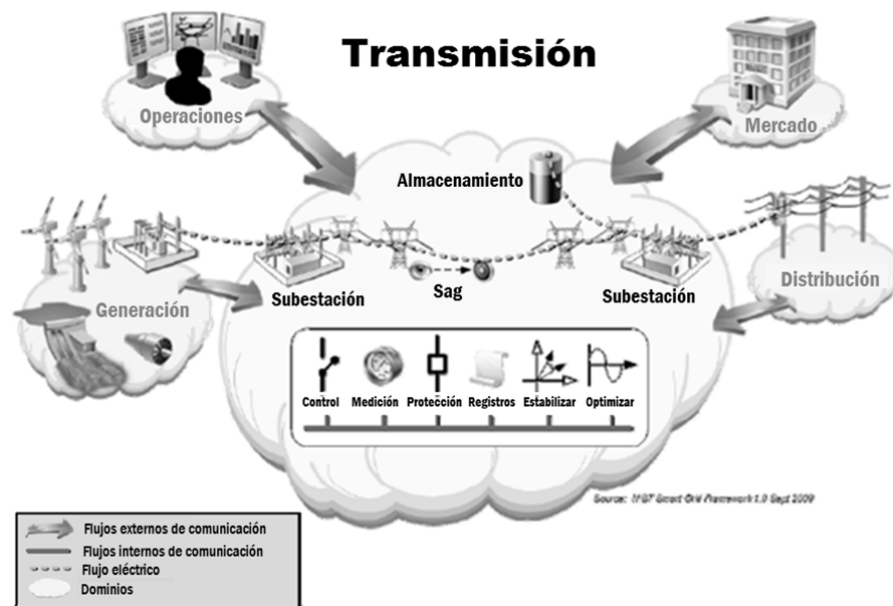 Transmisión
Operaciones
Mercado
Almacenamiento
Generación
Subestación
Sag
Subestación
Distribución
Control Medición Protección Registros Estabilizar Optimizar
Source: NIST Smart Grid Framework 1.0 Sept 2009
Flujos externos de comunicación
Flujos internos de comunicación
Flujo eléctrico
Dominios